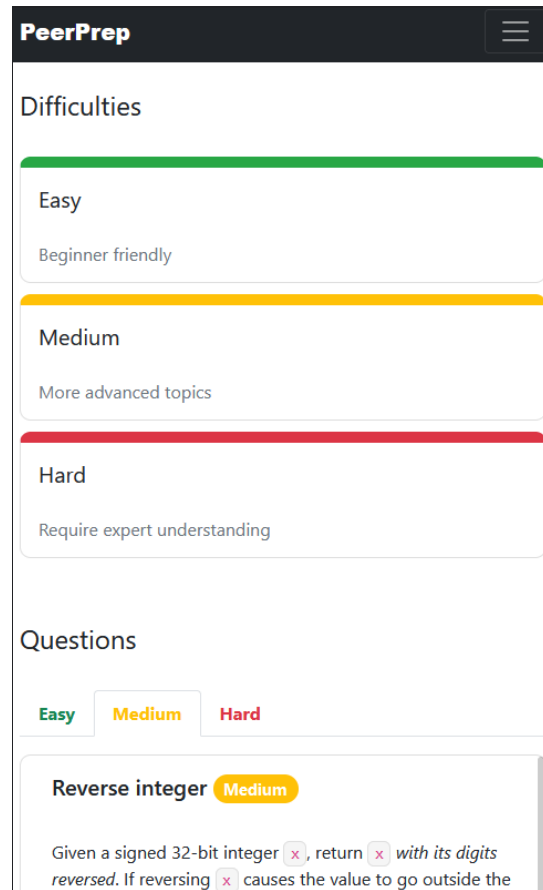 PeerPrep
Difficulties
Easy
Beginner friendly
Medium
More advanced topics
Hard
Require expert understanding
Questions
Easy Medium Hard
Reverse integer Medium
Given a signed 32-bit integer x, return x with its digits
reversed. If reversing x causes the value to go outside the